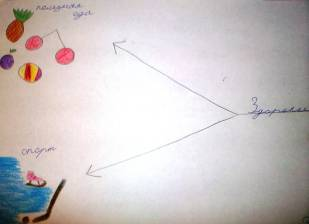 полезная
еда
Здоровье
спорт